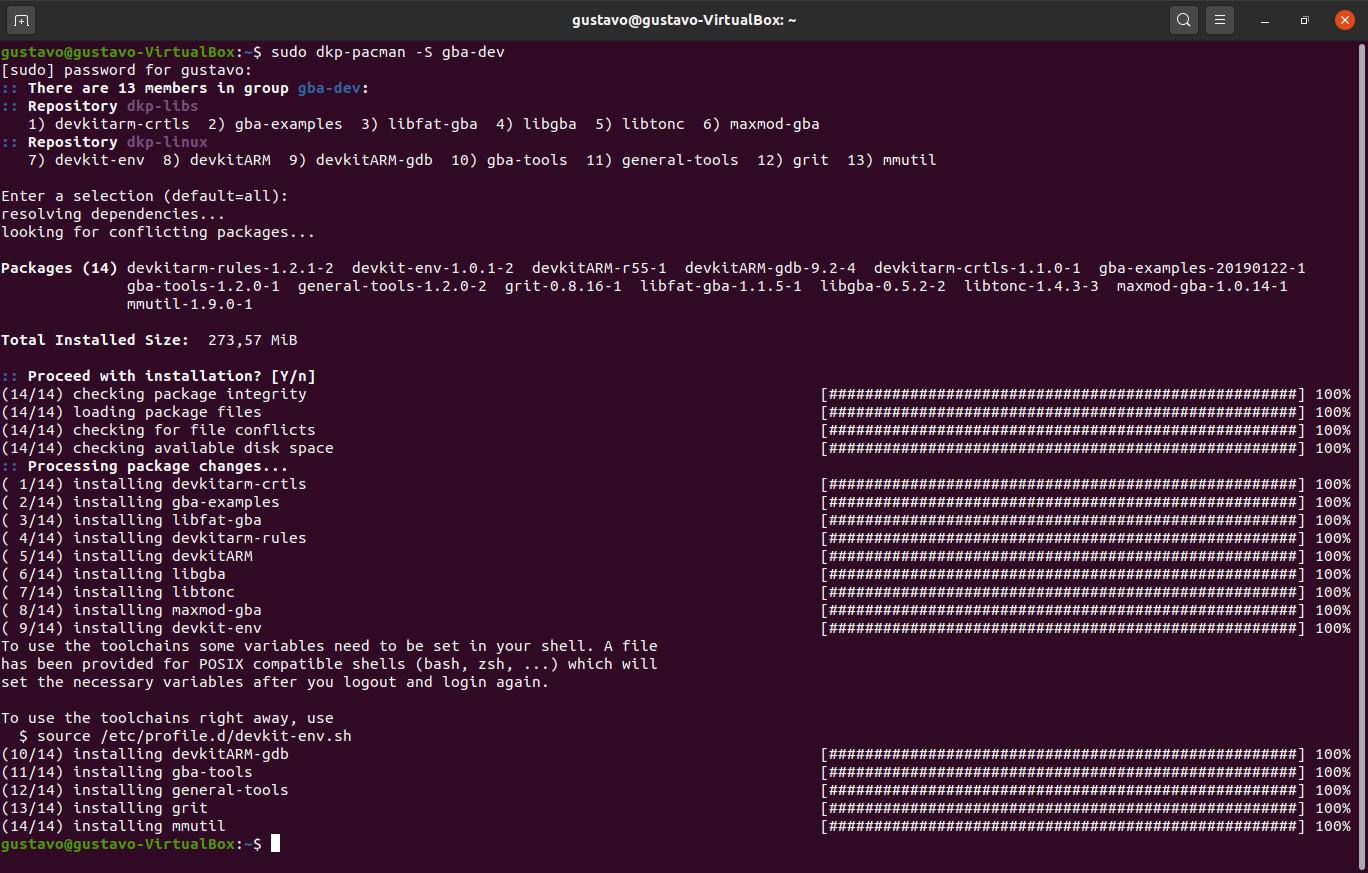 gustavo@gustavo-VirtualBox: ~
gustavo@gustavo-VirtualBox:~$ sudo dkp-pacman -S gba-dev
[sudo] password for gustavo:
:: There are 13 members in group gba-dev:
:: Repository dkp-libs
   1) devkitarm-crtls  2) gba-examples  3) libfat-gba  4) libgba  5) libtonc  6) maxmod-gba
:: Repository dkp-linux
   7) devkit-env  8) devkitARM  9) devkitARM-gdb  10) gba-tools  11) general-tools  12) grit  13) mmutil
Enter a selection (default=all):
resolving dependencies...
looking for conflicting packages...
Packages (14) devkitarm-rules-1.2.1-2  devkit-env-1.0.1-2  devkitARM-r55-1  devkitARM-gdb-9.2-4  devkitarm-crtls-1.1.0-1  gba-examples-20190122-1
              gba-tools-1.2.0-1  general-tools-1.2.0-2  grit-0.8.16-1  libfat-gba-1.1.5-1  libgba-0.5.2-2  libtonc-1.4.3-3  maxmod-gba-1.0.14-1
              mmutil-1.9.0-1
Total Installed Size:  273,57 MiB
:: Proceed with installation? [Y/n]
(14/14) checking package integrity [####################################################] 100%
(14/14) loading package files [####################################################] 100%
(14/14) checking for file conflicts [####################################################] 100%
(14/14) checking available disk space [####################################################] 100%
:: Processing package changes...
( 1/14) installing devkitarm-crtls [####################################################] 100%
( 2/14) installing gba-examples [####################################################] 100%
( 3/14) installing libfat-gba [####################################################] 100%
( 4/14) installing devkitarm-rules [####################################################] 100%
( 5/14) installing devkitARM [####################################################] 100%
( 6/14) installing libgba [####################################################] 100%
( 7/14) installing libtonc [####################################################] 100%
( 8/14) installing maxmod-gba [####################################################] 100%
( 9/14) installing devkit-env [####################################################] 100%
To use the toolchains some variables need to be set in your shell. A file
has been provided for POSIX compatible shells (bash, zsh, ...) which will
set the necessary variables after you logout and login again.
To use the toolchains right away, use
  $ source /etc/profile.d/devkit-env.sh
(10/14) installing devkitARM-gdb [####################################################] 100%
(11/14) installing gba-tools [####################################################] 100%
(12/14) installing general-tools [####################################################] 100%
(13/14) installing grit [####################################################] 100%
(14/14) installing mmutil [####################################################] 100%
gustavo@gustavo-VirtualBox:~$